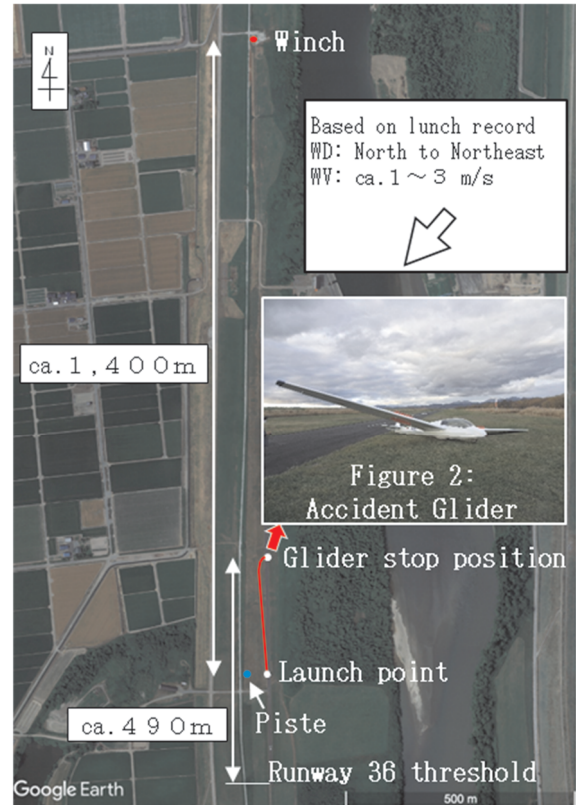 Winch
N
Based on lunch record
WD: North to Northeast
WV: ca.1～3 m/s
ca.1,400m
Figure 2:
Accident Glider
Glider stop position
Launch point
ca.490m
Piste
Runway 36 threshold
Google Earth
500 m